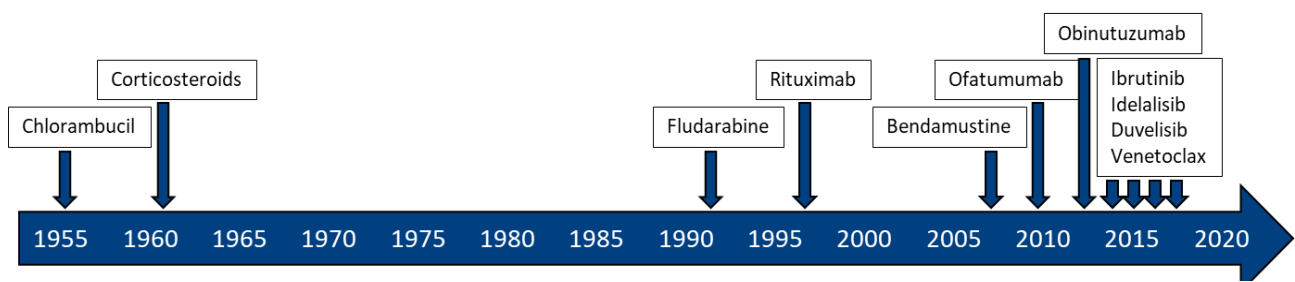 Obinutuzumab
Corticosteroids
Rituximab
Ofatumumab
Ibrutinib
Idelalisib
Duvelisib
Venetoclax
Chlorambucil
Fludarabine
Bendamustine
1955 1960 1965 1970 1975 1980 1985 1990 1995 2000 2005 2010 2015 2020